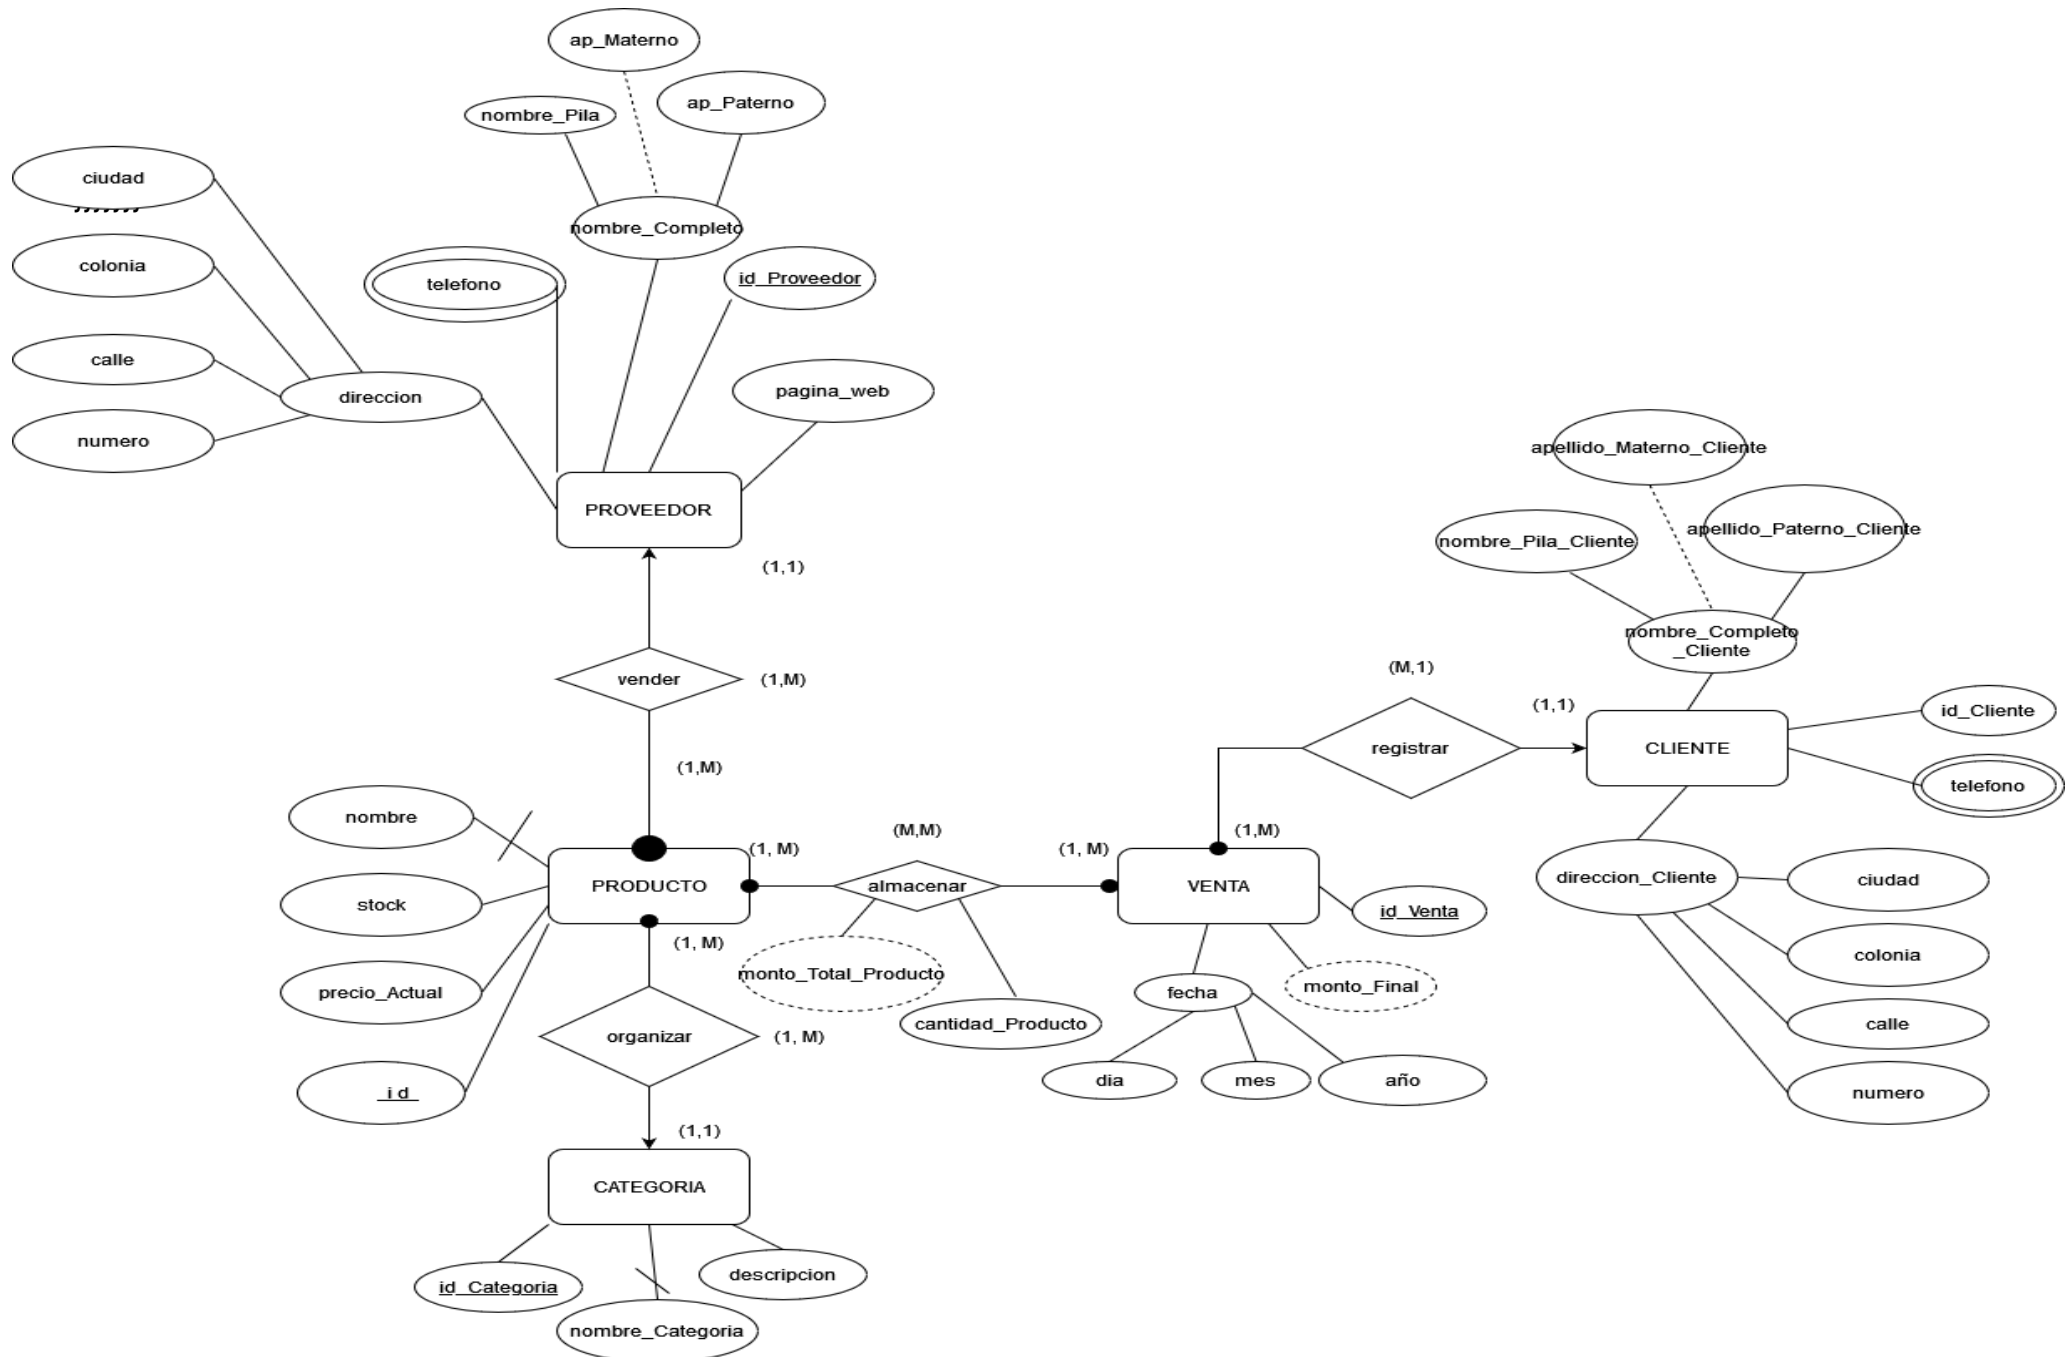 ap_Materno
ap_Paterno
nombre_Pila
ciudad
nombre_Completo
colonia
telefono
id_Proveedor
calle
pagina_web
direccion
numero
PROVEEDOR
(1,1)
vender
(1,M)
(1,M)
apellido_Materno_Cliente
apellido_Paterno_Cliente
nombre_Pila_Cliente
nombre_Completo
_Cliente
(M,1)
(1,1)
id_Cliente
registrar
CLIENTE
telefono
nombre
(M,M)
(1,M)
(1, M)
(1, M)
PRODUCTO
almacenar
VENTA
direccion_Cliente
ciudad
stock
id_Venta
(1, M)
colonia
monto_Total_Producto
precio_Actual
fecha
monto_Final
cantidad_Producto
calle
organizar
(1, M)
dia
mes
año
id
numero
(1,1)
CATEGORIA
descripcion
id_Categoria
nombre_Categoria